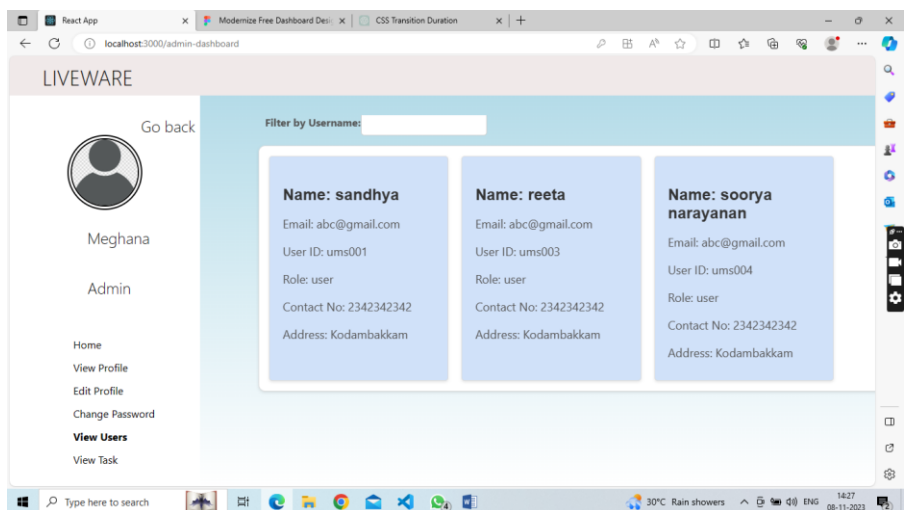 React App
Modernize Free Dashboard Desi
CSS Transition Duration
localhost:3000/admin-dashboard
LIVEWARE
Go back
Meghana
Admin
Home
View Profile
Edit Profile
Change Password
View Users
View Task
Filter by Username:
Name: sandhya
Email: abc@gmail.com
User ID: ums001
Role: user
Contact No: 2342342342
Address: Kodambakkam
Name: reeta
Email: abc@gmail.com
User ID: ums003
Role: user
Contact No: 2342342342
Address: Kodambakkam
Name: soorya
narayanan
Email: abc@gmail.com
User ID: ums004
Role: user
Contact No: 2342342342
Address: Kodambakkam
Type here to search
30°C Rain showers
ENG
14:27
08-11-2023